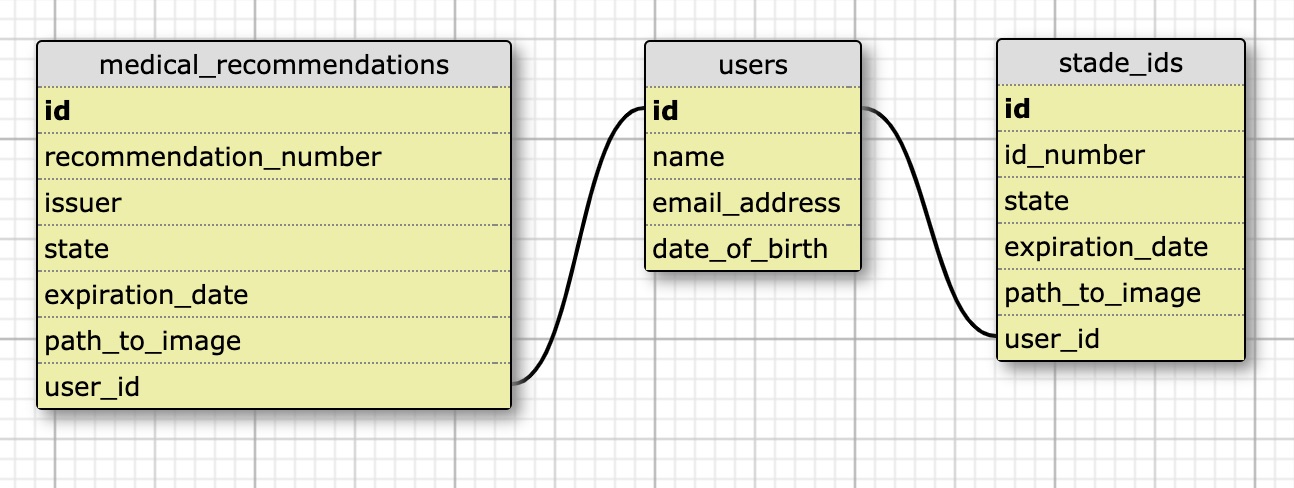 medical_recommendations
id
recommendation_number
issuer
state
expiration_date
path_to_image
user_id
users
id
name
email_address
date_of_birth
stade_ids
id
id_number
state
expiration_date
path_to_image
user_id